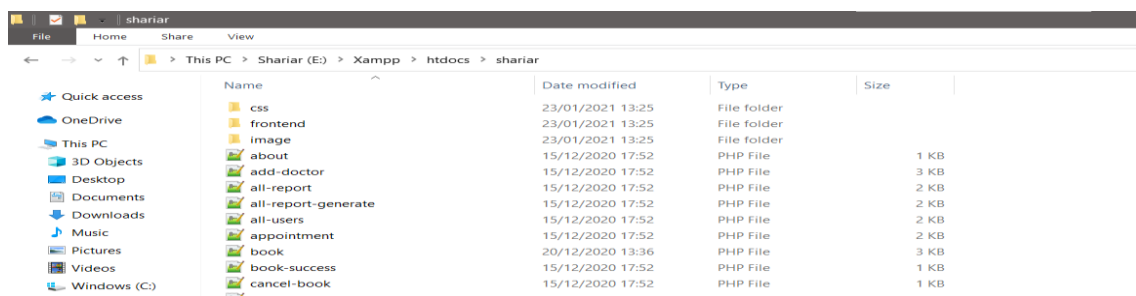 shariar
File Home Share View
This PC > Shariar (E:) > Xampp > htdocs > shariar
Name Date modified Type Size
Quick access
css 23/01/2021 13:25 File folder
OneDrive
frontend 23/01/2021 13:25 File folder
This PC
image 23/01/2021 13:25 File folder
about 15/12/2020 17:52 PHP File 1 KB
3D Objects
add-doctor 15/12/2020 17:52 PHP File 3 KB
Desktop
all-report 15/12/2020 17:52 PHP File 2 KB
Documents
all-report-generate 15/12/2020 17:52 PHP File 2 KB
Downloads
all-users 15/12/2020 17:52 PHP File 2 KB
Music
appointment 15/12/2020 17:52 PHP File 2 KB
Pictures
book 20/12/2020 13:36 PHP File 3 KB
Videos
book-success 15/12/2020 17:52 PHP File 1 KB
Windows (C:)
cancel-book 15/12/2020 17:52 PHP File 1 KB